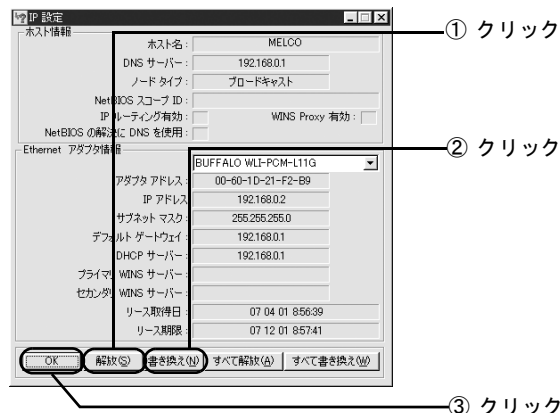 IP 設定
ホスト情報
① クリック
ホスト名: MELCO
DNS サーバー: 192.168.0.1
ノード タイプ: ブロードキャスト
NetBIOS スコープ ID:
IP ルーティング有効: WINS Proxy 有効:
NetBIOS の解決に DNS を使用:
② クリック
Ethernet アダプタ情報
BUFFALO WLI-PCM-L11G
アダプタ アドレス: 00-60-1D-21-F2-B9
IP アドレス 192.168.0.2
サブネット マスク: 255.255.255.0
デフォルト ゲートウェイ: 192.168.0.1
DHCP サーバー: 192.168.0.1
プライマリ WINS サーバー:
セカンダリ WINS サーバー:
リース取得日: 07 04 01 8:56:39
リース期限: 07 12 01 8:57:41
OK 解放(S) 書き換え(N) すべて解放(A) すべて書き換え(W)
③ クリック